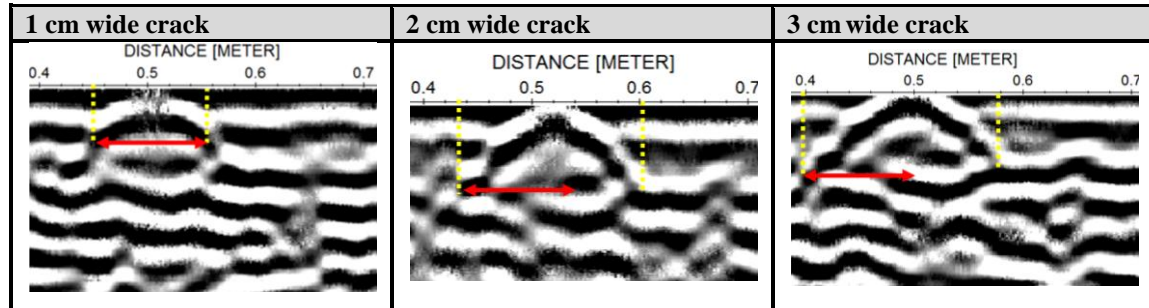 1 cm wide crack
2 cm wide crack
3 cm wide crack
DISTANCE [METER]
0.4 0.5 0.6 0.7
DISTANCE [METER]
0.4 0.5 0.6 0.7
DISTANCE [METER]
0.4 0.5 0.6 0.7